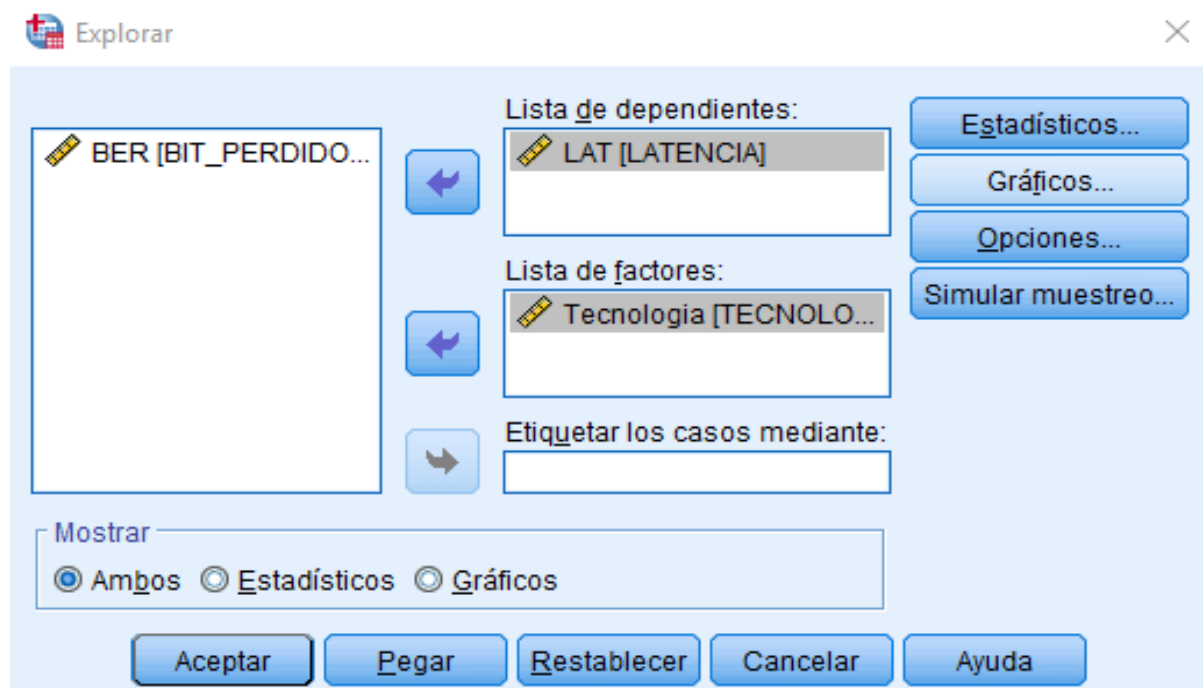 Explorar
BER [BIT_PERDIDO...
Lista de dependientes:
LAT [LATENCIA]
Lista de factores:
Tecnologia [TECNOLO...
Etiquetar los casos mediante:
Estadísticos...
Gráficos...
Opciones...
Simular muestreo...
Mostrar
Ambos Estadísticos Gráficos
Aceptar Pegar Restablecer Cancelar Ayuda